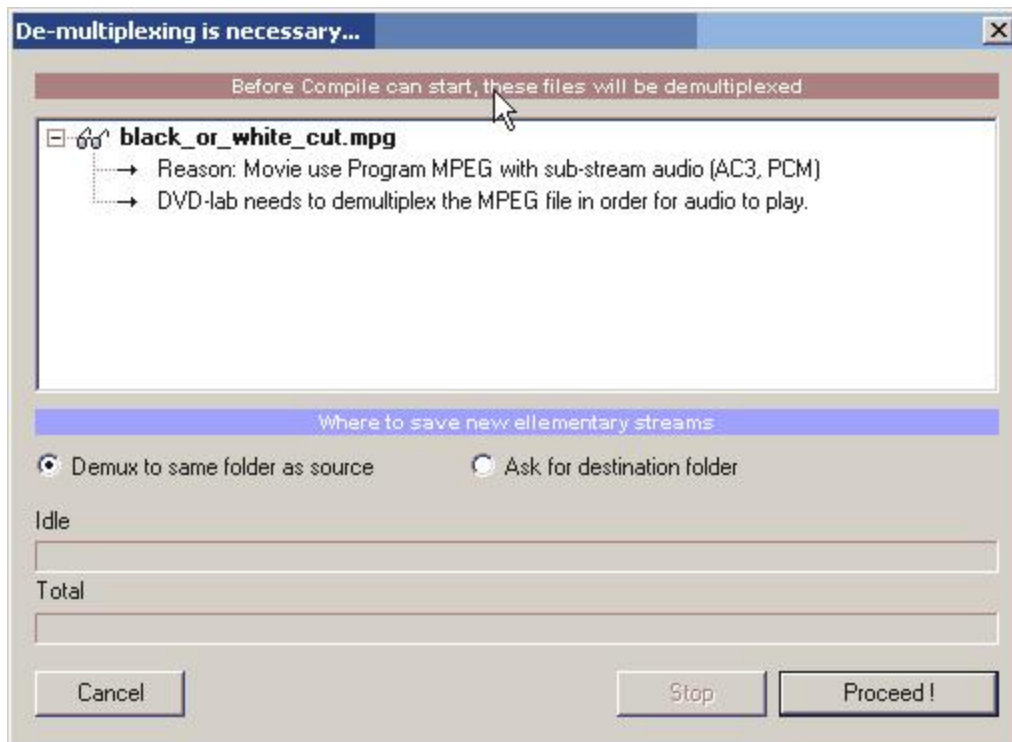 De-multiplexing is necessary...
Before Compile can start, these files will be demultiplexed
black_or_white_cut.mpg
Reason: Movie use Program MPEG with sub-stream audio (AC3, PCM)
DVD-lab needs to demultiplex the MPEG file in order for audio to play.
Where to save new ellementary streams
Demux to same folder as source Ask for destination folder
Idle
Total
Cancel Stop Proceed !